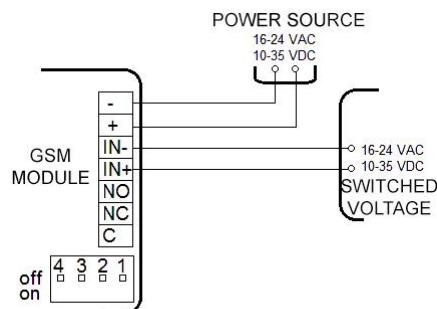 POWER SOURCE
16-24 VAC
10-35 VDC
-
+
IN-
IN+
NO
NC
C
GSM
MODULE
16-24 VAC
10-35 VDC
SWITCHED
VOLTAGE
4 3 2 1
off
on